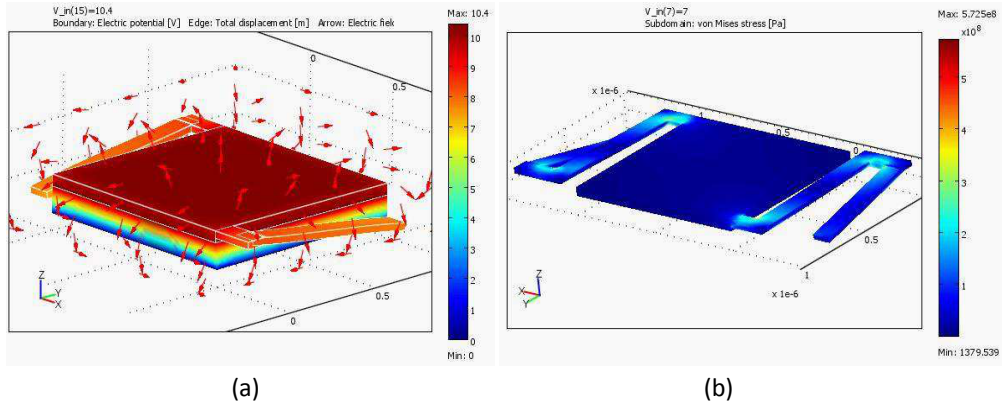 V_in(15)=10.4
Boundary: Electric potential [V] Edge: Total displacement [m] Arrow: Electric fielk
Max: 10.4
10
9
8
7
6
5
4
3
2
1
0
Min: 0
0
0.5
0.5
0
Z
Y
X
(a)
V_in(7)=7
Subdomain: von Mises stress [Pa]
Max: 5.725e8
x10⁸
5
4
3
2
1
Min: 1379.539
x 1e-6
1
0.5
0
0.5
1
x 1e-6
Z
X
Y
(b)